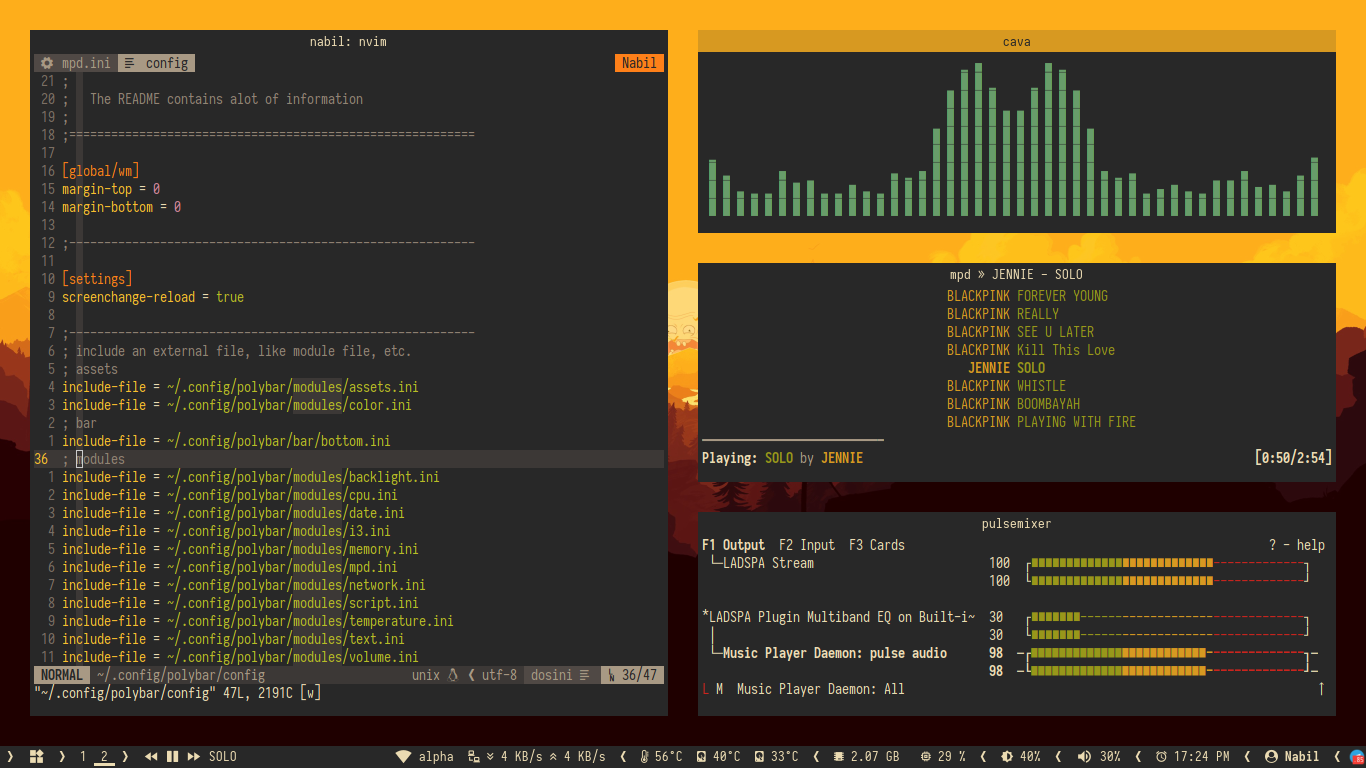 nabil: nvim
mpd.ini config Nabil
21 ;
20 ;   The README contains alot of information
19 ;
18 ;==========================================================
17
16 [global/wm]
15 margin-top = 0
14 margin-bottom = 0
13
12 ;----------------------------------------------------------
11
10 [settings]
9 screenchange-reload = true
8
7 ;----------------------------------------------------------
6 ; include an external file, like module file, etc.
5 ; assets
4 include-file = ~/.config/polybar/modules/assets.ini
3 include-file = ~/.config/polybar/modules/color.ini
2 ; bar
1 include-file = ~/.config/polybar/bar/bottom.ini
36 ; modules
1 include-file = ~/.config/polybar/modules/backlight.ini
2 include-file = ~/.config/polybar/modules/cpu.ini
3 include-file = ~/.config/polybar/modules/date.ini
4 include-file = ~/.config/polybar/modules/i3.ini
5 include-file = ~/.config/polybar/modules/memory.ini
6 include-file = ~/.config/polybar/modules/mpd.ini
7 include-file = ~/.config/polybar/modules/network.ini
8 include-file = ~/.config/polybar/modules/script.ini
9 include-file = ~/.config/polybar/modules/temperature.ini
10 include-file = ~/.config/polybar/modules/text.ini
11 include-file = ~/.config/polybar/modules/volume.ini
NORMAL ~/.config/polybar/config unix ❮ utf-8 dosini 36/47
"~/.config/polybar/config" 47L, 2191C [w]
cava
mpd » JENNIE - SOLO
BLACKPINK FOREVER YOUNG
BLACKPINK REALLY
BLACKPINK SEE U LATER
BLACKPINK Kill This Love
JENNIE SOLO
BLACKPINK WHISTLE
BLACKPINK BOOMBAYAH
BLACKPINK PLAYING WITH FIRE
Playing: SOLO by JENNIE [0:50/2:54]
pulsemixer
F1 Output F2 Input F3 Cards ? - help
└─LADSPA Stream 100
100
*LADSPA Plugin Multiband EQ on Built-i~ 30
30
└─Music Player Daemon: pulse audio 98
98
L M Music Player Daemon: All ↑
❯ ❯ 1 2 ❯ SOLO alpha 4 KB/s 4 KB/s ❮ 56°C 40°C 33°C ❮ 2.07 GB 29 % ❮ 40% ❮ 30% ❮ 17:24 PM ❮ Nabil ❮